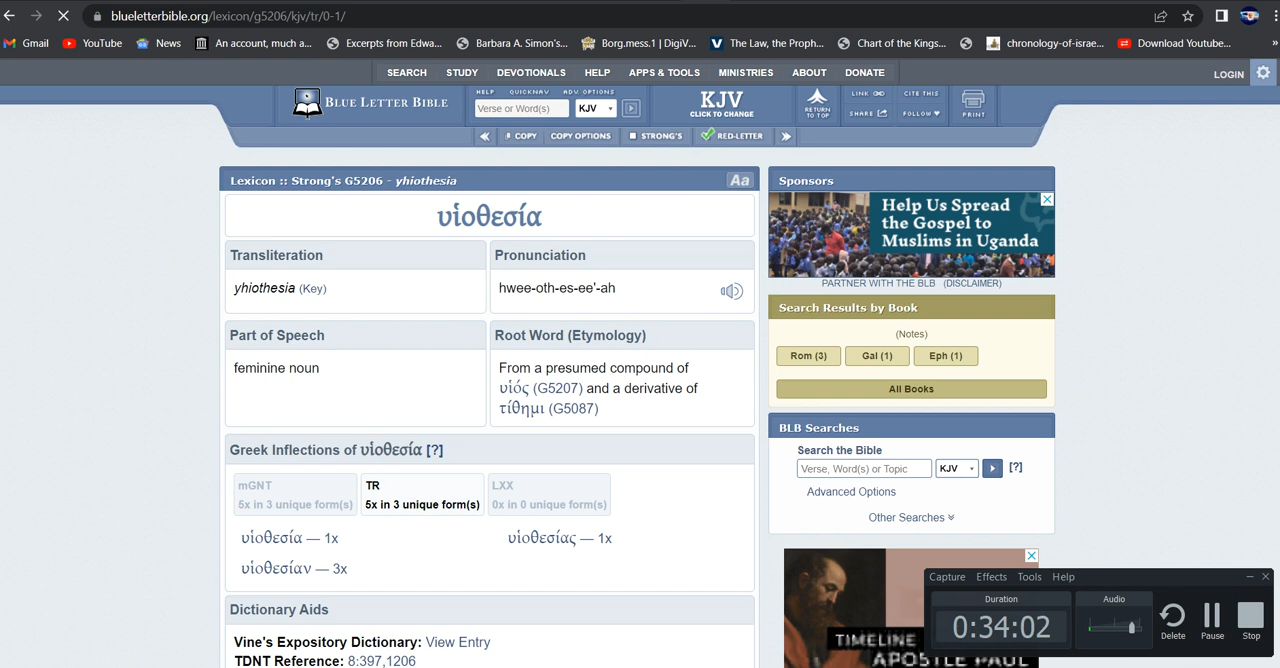 blueletterbible.org/lexicon/g5206/kjv/tr/0-1/
Gmail YouTube News An account, much a... Excerpts from Edwa... Barbara A. Simon's... Borg.mess.1 | DigiV... The Law, the Proph... Chart of the Kings... chronology-of-israe... Download Youtube... »
SEARCH STUDY DEVOTIONALS HELP APPS & TOOLS MINISTRIES ABOUT DONATE LOGIN
BLUE LETTER BIBLE
HELP QUICKNAV ADV. OPTIONS
Verse or Word(s) KJV
KJV
CLICK TO CHANGE
RETURN
TO TOP
LINK CITE THIS
SHARE FOLLOW
PRINT
COPY COPY OPTIONS STRONG'S RED-LETTER
Lexicon :: Strong's G5206 - yhiothesia Aa
υἱοθεσία
Transliteration
yhiothesia (Key)
Pronunciation
hwee-oth-es-ee'-ah
Part of Speech
feminine noun
Root Word (Etymology)
From a presumed compound of
υἱός (G5207) and a derivative of
τίθημι (G5087)
Greek Inflections of υἱοθεσία [?]
mGNT
5x in 3 unique form(s)
TR
5x in 3 unique form(s)
LXX
0x in 0 unique form(s)
υἱοθεσία — 1x
υἱοθεσίας — 1x
υἱοθεσίαν — 3x
Dictionary Aids
Vine's Expository Dictionary: View Entry
TDNT Reference: 8:397,1206
Sponsors
Help Us Spread
the Gospel to
Muslims in Uganda
PARTNER WITH THE BLB (DISCLAIMER)
Search Results by Book
(Notes)
Rom (3) Gal (1) Eph (1)
All Books
BLB Searches
Search the Bible
Verse, Word(s) or Topic KJV [?]
Advanced Options
Other Searches
TIMELINE
APOSTLE PAUL
Capture Effects Tools Help
Duration
0:34:02
Audio
Delete Pause Stop